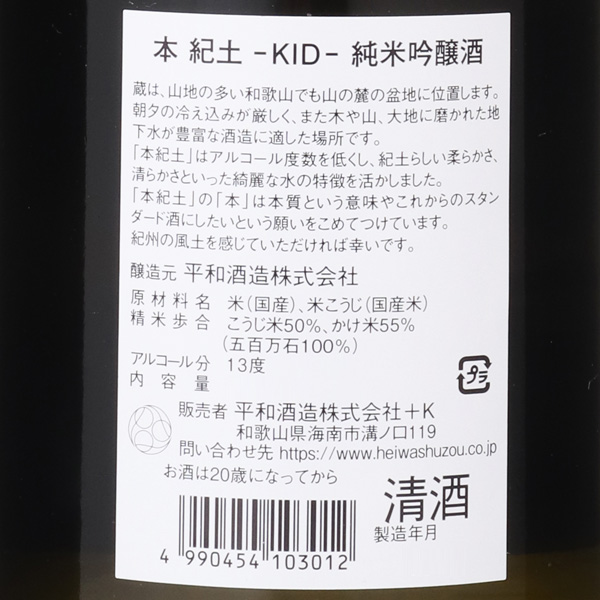 本 紀土 -KID- 純米吟醸酒
蔵は、山地の多い和歌山でも山の麓の盆地に位置します。
朝夕の冷え込みが厳しく、また木や山、大地に磨かれた地
下水が豊富な酒造に適した場所です。
「本紀土」はアルコール度数を低くし、紀土らしい柔らかさ、
清らかさといった綺麗な水の特徴を活かしました。
「本紀土」の「本」は本質という意味やこれからのスタン
ダード酒にしたいという願いをこめてつけています。
紀州の風土を感じていただければ幸いです。
醸造元 平和酒造株式会社
原材料名 米(国産)、米こうじ(国産米)
精米歩合 こうじ米50%、かけ米55%
(五百万石100%)
アルコール分 13度
内容量
プラ
販売者 平和酒造株式会社+K
和歌山県海南市溝ノ口119
問い合わせ先 https://www.heiwashuzou.co.jp
お酒は20歳になってから
清酒
製造年月
4 990454 103012